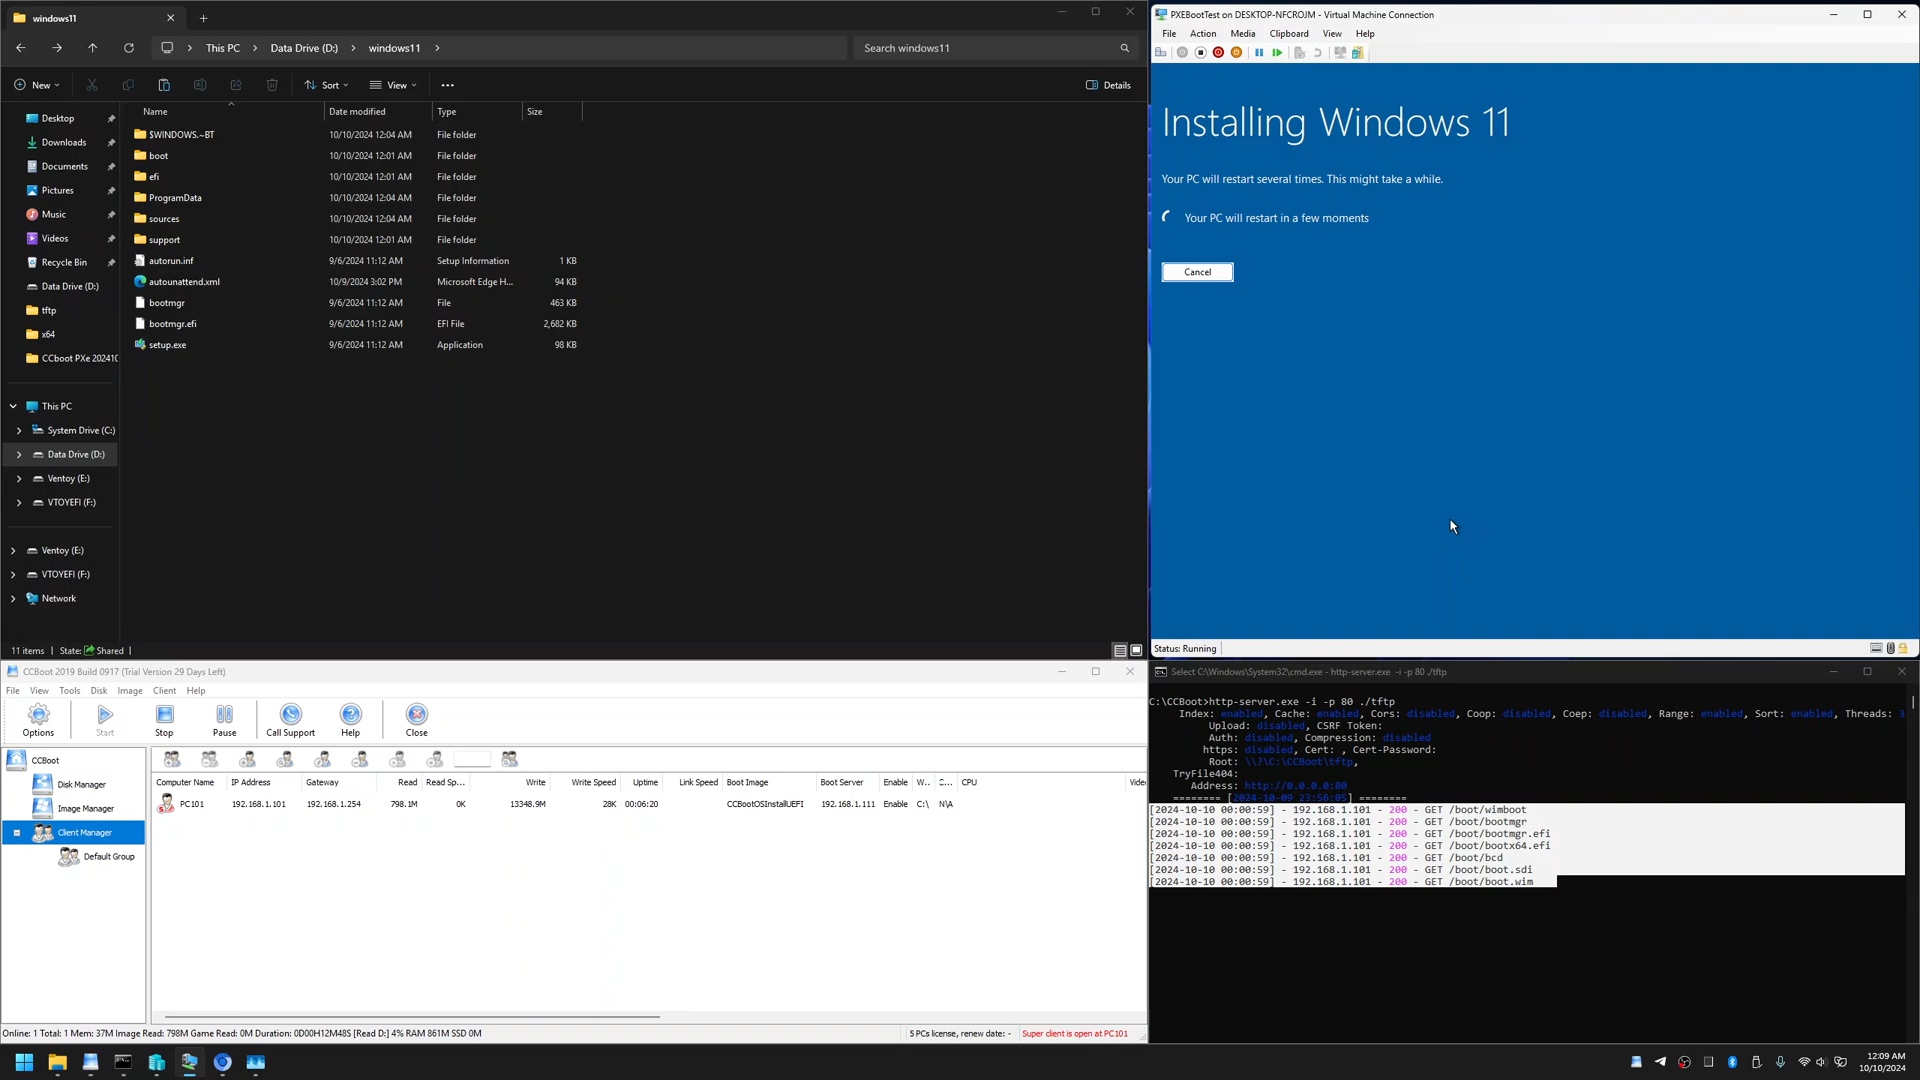 windows11
This PC
Data Drive (D:)
windows11
Search windows11
New
Sort
View
Details
Name
Date modified
Type
Size
Desktop
Downloads
Documents
Pictures
Music
Videos
Recycle Bin
Data Drive (D:)
tftp
x64
CCboot PXe 202410
This PC
System Drive (C:)
Data Drive (D:)
Ventoy (E:)
VTOYEFI (F:)
Ventoy (E:)
VTOYEFI (F:)
Network
$WINDOWS.~BT 10/10/2024 12:04 AM File folder
boot 10/10/2024 12:01 AM File folder
efi 10/10/2024 12:01 AM File folder
ProgramData 10/10/2024 12:04 AM File folder
sources 10/10/2024 12:04 AM File folder
support 10/10/2024 12:01 AM File folder
autorun.inf 9/6/2024 11:12 AM Setup Information 1 KB
autounattend.xml 10/9/2024 3:02 PM Microsoft Edge H... 94 KB
bootmgr 9/6/2024 11:12 AM File 463 KB
bootmgr.efi 9/6/2024 11:12 AM EFI File 2,682 KB
setup.exe 9/6/2024 11:12 AM Application 98 KB
11 items State: Shared
PXEBootTest on DESKTOP-NFCROJM - Virtual Machine Connection
File Action Media Clipboard View Help
Installing Windows 11
Your PC will restart several times. This might take a while.
Your PC will restart in a few moments
Cancel
Status: Running
CCBoot 2019 Build 0917 (Trial Version 29 Days Left)
File View Tools Disk Image Client Help
Options Start Stop Pause Call Support Help Close
CCBoot
Disk Manager
Image Manager
Client Manager
Default Group
Computer Name IP Address Gateway Read Read Sp... Write Write Speed Uptime Link Speed Boot Image Boot Server Enable W.. C... CPU Vide
PC101 192.168.1.101 192.168.1.254 798.1M 0K 13348.9M 28K 00:06:20 CCBootOSInstallUEFI 192.168.1.111 Enable C:\ N\A
Online: 1 Total: 1 Mem: 37M Image Read: 798M Game Read: 0M Duration: 0D00H12M48S [Read D:] 4% RAM 861M SSD 0M
5 PCs license, renew date: -
Super client is open at PC101
Select C:\Windows\System32\cmd.exe - http-server.exe -i -p 80 ./tftp
C:\CCBoot>http-server.exe -i -p 80 ./tftp
Index: enabled, Cache: enabled, Cors: disabled, Coop: disabled, Coep: disabled, Range: enabled, Sort: enabled, Threads: 3
Upload: disabled, CSRF Token:
Auth: disabled, Compression: disabled
https: disabled, Cert: , Cert-Password:
Root: \\?\C:\CCBoot\tftp,
TryFile404:
Address: http://0.0.0.0:80
======== [2024-10-09 23:56:05] ========
[2024-10-10 00:00:59] - 192.168.1.101 - 200 - GET /boot/wimboot
[2024-10-10 00:00:59] - 192.168.1.101 - 200 - GET /boot/bootmgr
[2024-10-10 00:00:59] - 192.168.1.101 - 200 - GET /boot/bootmgr.efi
[2024-10-10 00:00:59] - 192.168.1.101 - 200 - GET /boot/bootx64.efi
[2024-10-10 00:00:59] - 192.168.1.101 - 200 - GET /boot/bcd
[2024-10-10 00:00:59] - 192.168.1.101 - 200 - GET /boot/boot.sdi
[2024-10-10 00:00:59] - 192.168.1.101 - 200 - GET /boot/boot.wim
12:09 AM
10/10/2024